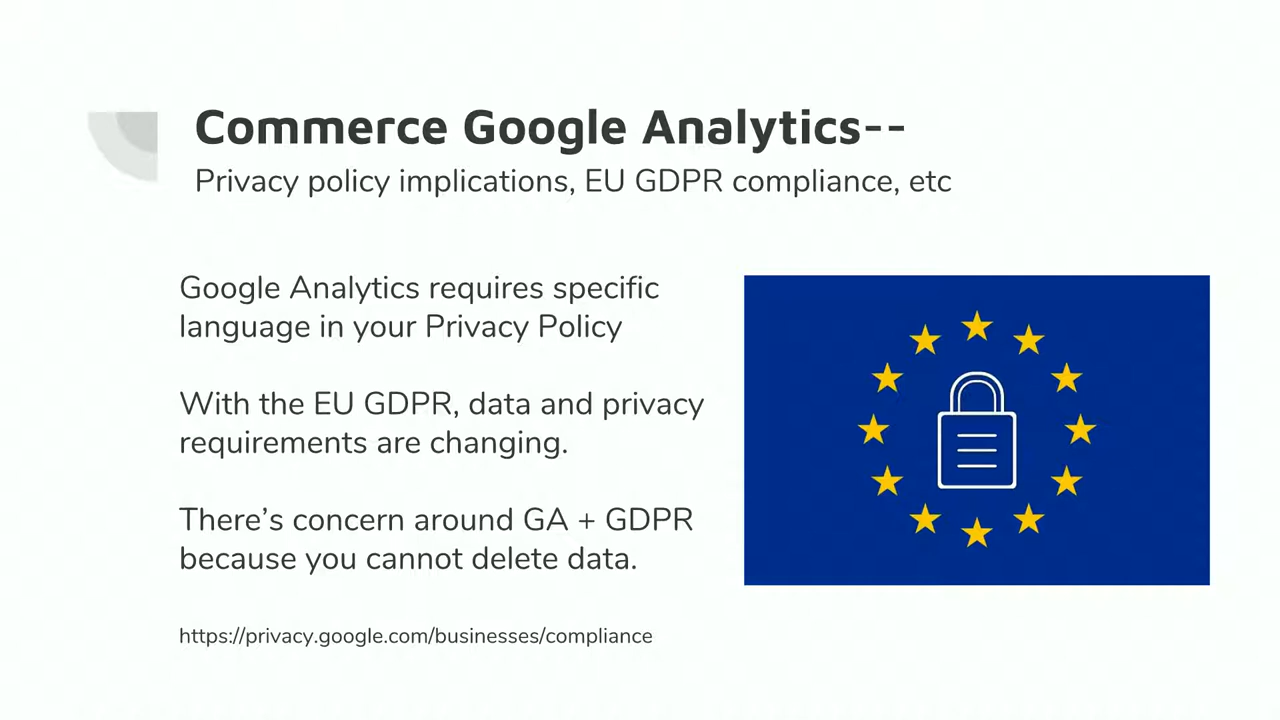 Commerce Google Analytics--
Privacy policy implications, EU GDPR compliance, etc
Google Analytics requires specific
language in your Privacy Policy
With the EU GDPR, data and privacy
requirements are changing.
There’s concern around GA + GDPR
because you cannot delete data.
https://privacy.google.com/businesses/compliance